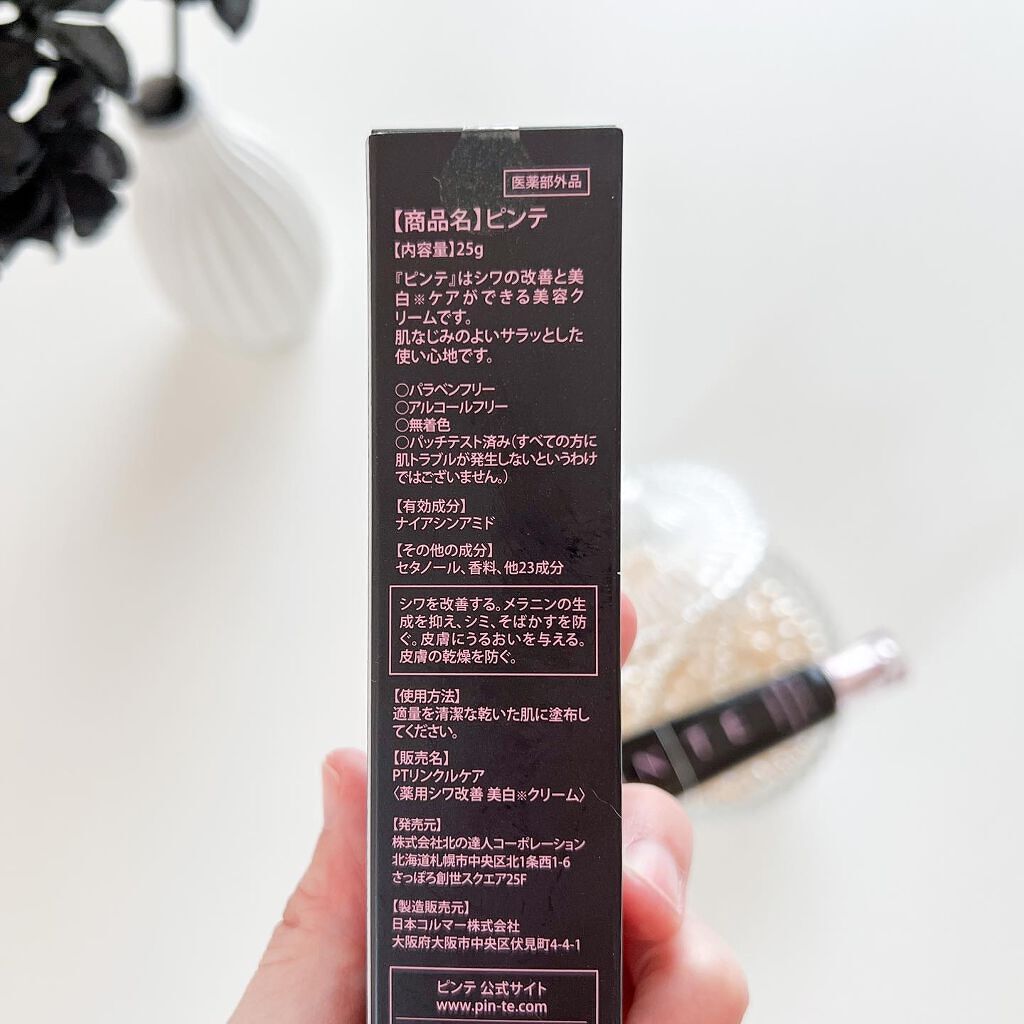 医薬部外品
【商品名】ピンテ
【内容量】25g
『ピンテ』はシワの改善と美
白※ケアができる美容ク
リームです。
肌なじみのよいサラッとした
使い心地です。
○パラベンフリー
○アルコールフリー
○無着色
○パッチテスト済み(すべての方に
肌トラブルが発生しないというわけ
ではございません。)
【有効成分】
ナイアシンアミド
【その他の成分】
セタノール、香料、他23成分
シワを改善する。メラニンの生
成を抑え、シミ、そばかすを防
ぐ。皮膚にうるおいを与える。
皮膚の乾燥を防ぐ。
【使用方法】
適量を清潔な乾いた肌に塗布し
てください。
【販売名】
PTリンクルケア
〈薬用シワ改善 美白※クリーム〉
【発売元】
株式会社北の達人コーポレーション
北海道札幌市中央区北1条西1-6
さっぽろ創世スクエア25F
【製造販売元】
日本コルマー株式会社
大阪府大阪市中央区伏見町4-4-1
ピンテ 公式サイト
www.pin-te.com